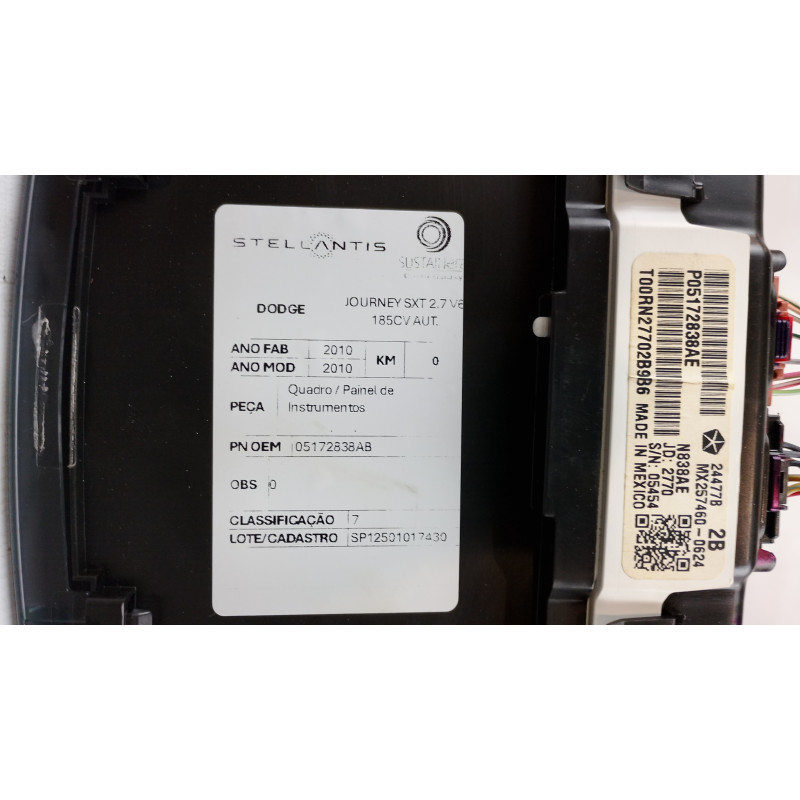 STELLANTIS
SUSTAINera
DODGE
JOURNEY SXT 2.7 V6
185CV AUT.
ANO FAB 2010
ANO MOD 2010
KM 0
PEÇA Quadro / Painel de
Instrumentos
PN OEM 05172838AB
OBS 0
CLASSIFICAÇÃO 7
LOTE/CADASTRO SP12501017430
P05172838AE
T00RN27702B9B6 MADE IN MEXICO
24477B 2B
MX257460-0624
N838AE
JD: 2770
S/N: 05454